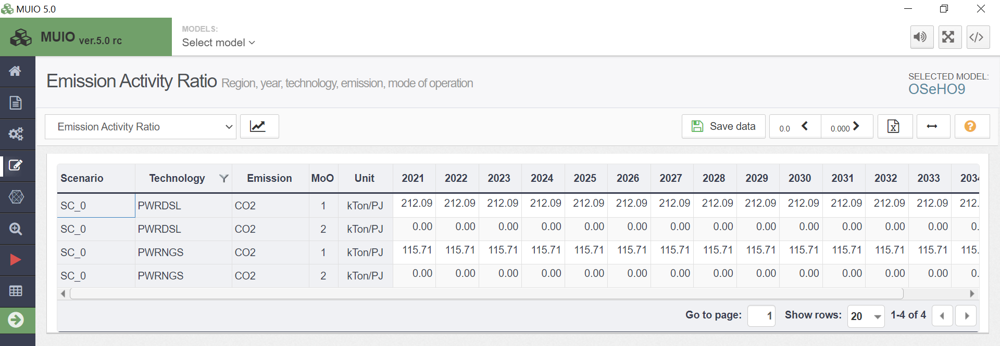 MUIO 5.0
MUIO ver.5.0 rc
MODELS:
Select model
Emission Activity Ratio Region, year, technology, emission, mode of operation
SELECTED MODEL:
OSeHO9
Emission Activity Ratio
Save data
0.0
0.000
Scenario Technology Emission MoO Unit 2021 2022 2023 2024 2025 2026 2027 2028 2029 2030 2031 2032 2033 2034
SC_0 PWRDSL CO2 1 kTon/PJ 212.09 212.09 212.09 212.09 212.09 212.09 212.09 212.09 212.09 212.09 212.09 212.09 212.09 212.
SC_0 PWRDSL CO2 2 kTon/PJ 0.00 0.00 0.00 0.00 0.00 0.00 0.00 0.00 0.00 0.00 0.00 0.00 0.00 0.
SC_0 PWRNGS CO2 1 kTon/PJ 115.71 115.71 115.71 115.71 115.71 115.71 115.71 115.71 115.71 115.71 115.71 115.71 115.71 115.
SC_0 PWRNGS CO2 2 kTon/PJ 0.00 0.00 0.00 0.00 0.00 0.00 0.00 0.00 0.00 0.00 0.00 0.00 0.00 0.
Go to page: 1 Show rows: 20 1-4 of 4